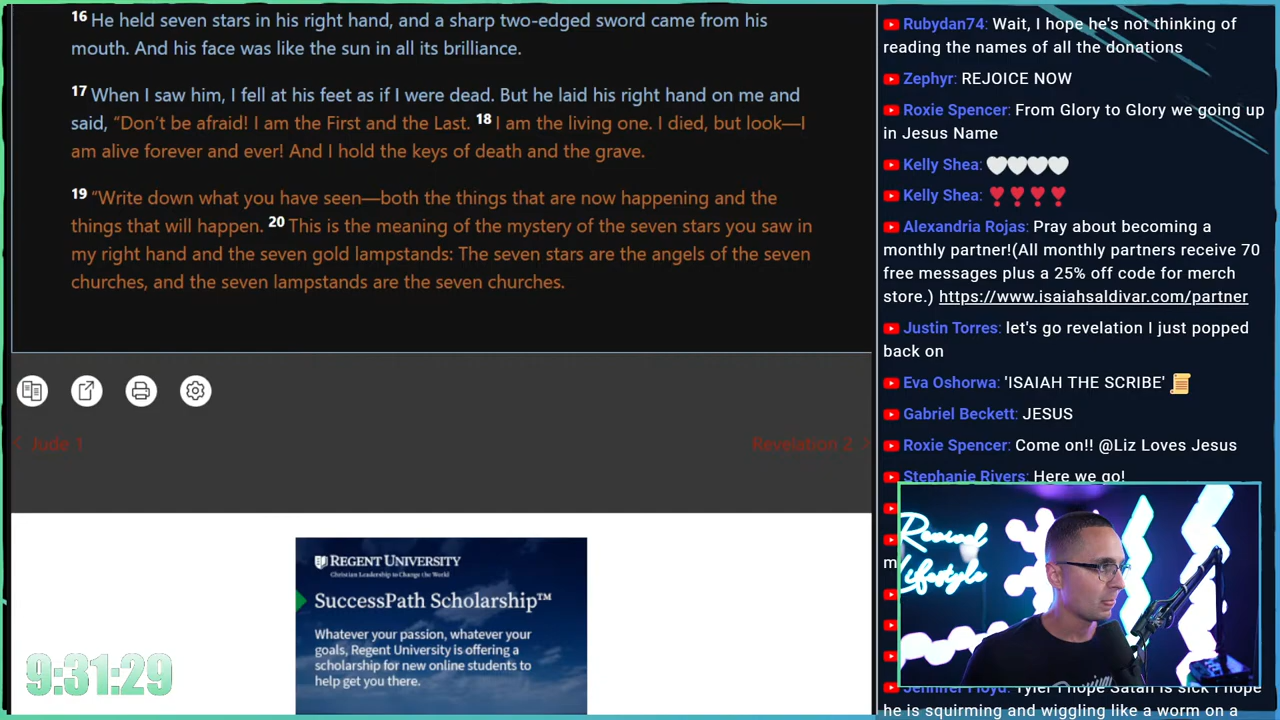 16 He held seven stars in his right hand, and a sharp two-edged sword came from his
mouth. And his face was like the sun in all its brilliance.
17 When I saw him, I fell at his feet as if I were dead. But he laid his right hand on me and
said, “Don’t be afraid! I am the First and the Last. 18 I am the living one. I died, but look—I
am alive forever and ever! And I hold the keys of death and the grave.
19 “Write down what you have seen—both the things that are now happening and the
things that will happen. 20 This is the meaning of the mystery of the seven stars you saw in
my right hand and the seven gold lampstands: The seven stars are the angels of the seven
churches, and the seven lampstands are the seven churches.
Jude 1
Revelation 2
REGENT UNIVERSITY
Christian Leadership to Change the World
SuccessPath Scholarship™
Whatever your passion, whatever your
goals, Regent University is offering a
scholarship for new online students to
help get you there.
9:31:29
Rubydan74: Wait, I hope he's not thinking of
reading the names of all the donations
Zephyr: REJOICE NOW
Roxie Spencer: From Glory to Glory we going up
in Jesus Name
Kelly Shea: 🤍🤍🤍🤍
Kelly Shea: ❣️❣️❣️❣️
Alexandria Rojas: Pray about becoming a
monthly partner!(All monthly partners receive 70
free messages plus a 25% off code for merch
store.) https://www.isaiahsaldivar.com/partner
Justin Torres: let's go revelation I just popped
back on
Eva Oshorwa: 'ISAIAH THE SCRIBE' 📜
Gabriel Beckett: JESUS
Roxie Spencer: Come on!! @Liz Loves Jesus
Stephanie Rivers: Here we go!
Revival
Lifestyle
Jennifer Floyd: Tyler I hope Satan is sick I hope
he is squirming and wiggling like a worm on a